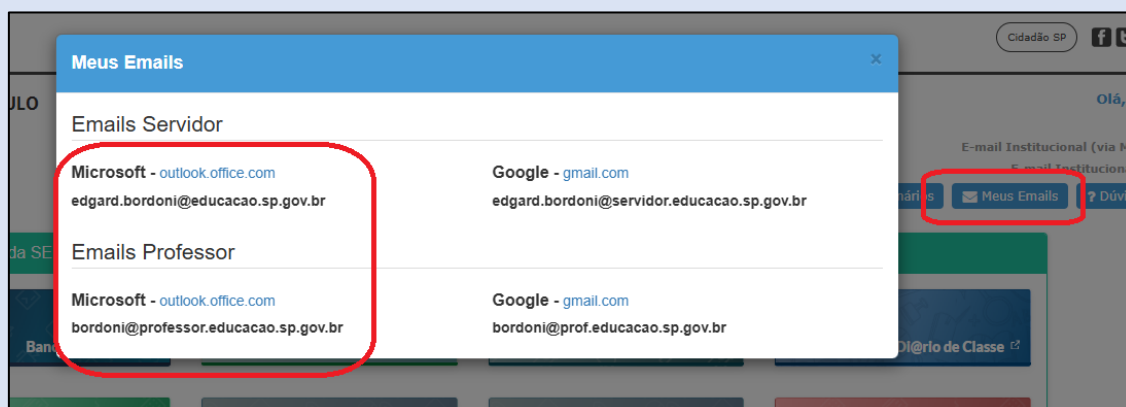 Cidadão SP
Meus Emails
×
Olá,
Emails Servidor
E-mail Institucional (via
E-mail Instituciona
Microsoft - outlook.office.com
Google - gmail.com
edgard.bordoni@educacao.sp.gov.br
edgard.bordoni@servidor.educacao.sp.gov.br
Meus Emails
? Dúvi
Emails Professor
da SE
Microsoft - outlook.office.com
Google - gmail.com
bordoni@professor.educacao.sp.gov.br
bordoni@prof.educacao.sp.gov.br
Di@rio de Classe